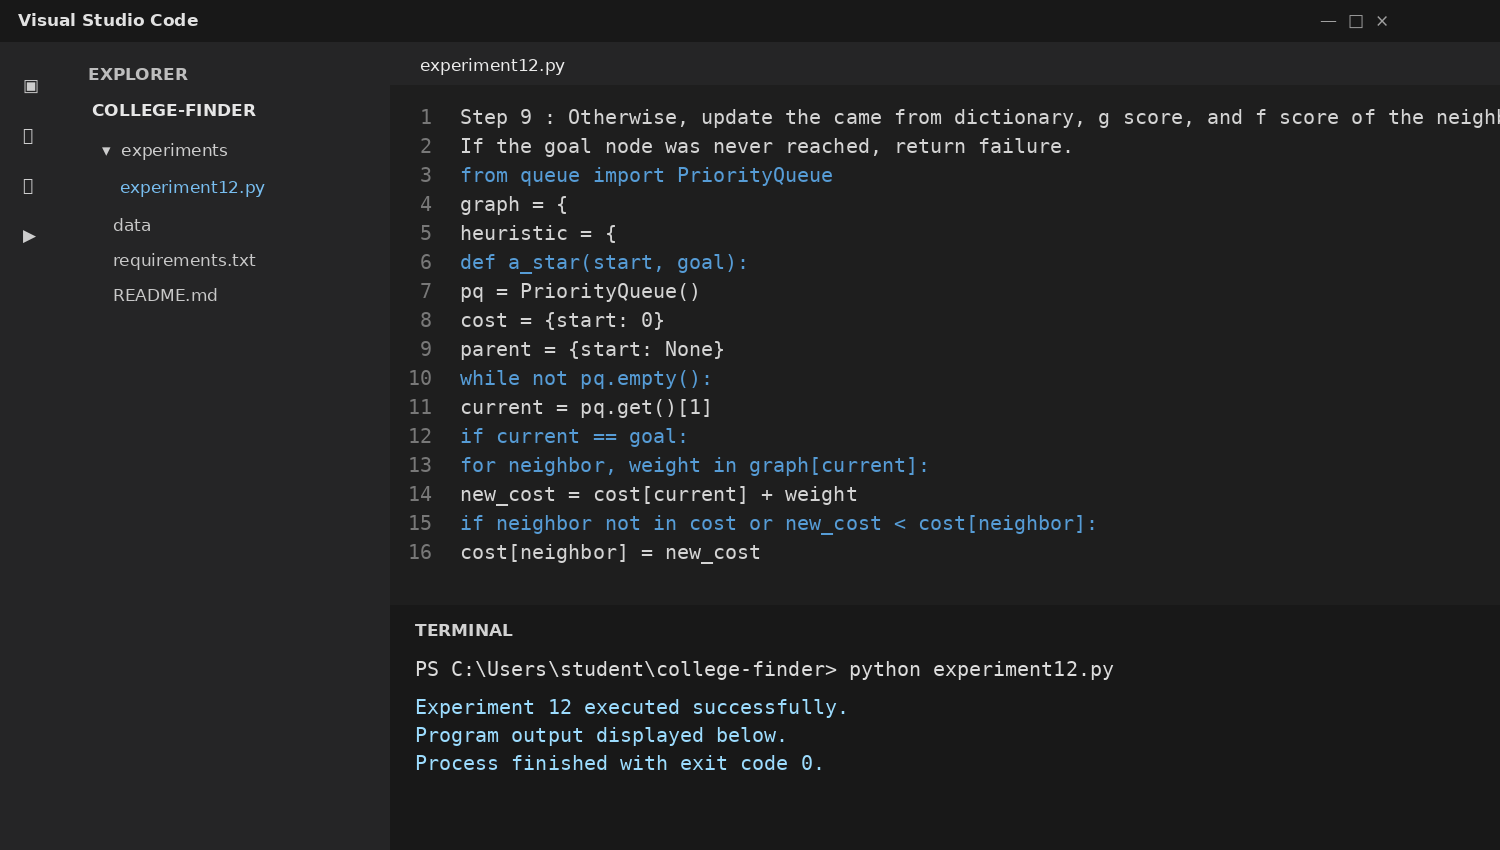 Visual Studio Code
EXPLORER
COLLEGE-FINDER
experiments
experiment12.py
data
requirements.txt
README.md
experiment12.py
1 Step 9 : Otherwise, update the came from dictionary, g score, and f score of the
2 If the goal node was never reached, return failure.
3 from queue import PriorityQueue
4 graph = {
5 heuristic = {
6 def a_star(start, goal):
7 pq = PriorityQueue()
8 cost = {start: 0}
9 parent = {start: None}
10 while not pq.empty():
11 current = pq.get()[1]
12 if current == goal:
13 for neighbor, weight in graph[current]:
14 new_cost = cost[current] + weight
15 if neighbor not in cost or new_cost < cost[neighbor]:
16 cost[neighbor] = new_cost
TERMINAL
PS C:\Users\student\college-finder> python experiment12.py
Experiment 12 executed successfully.
Program output displayed below.
Process finished with exit code 0.